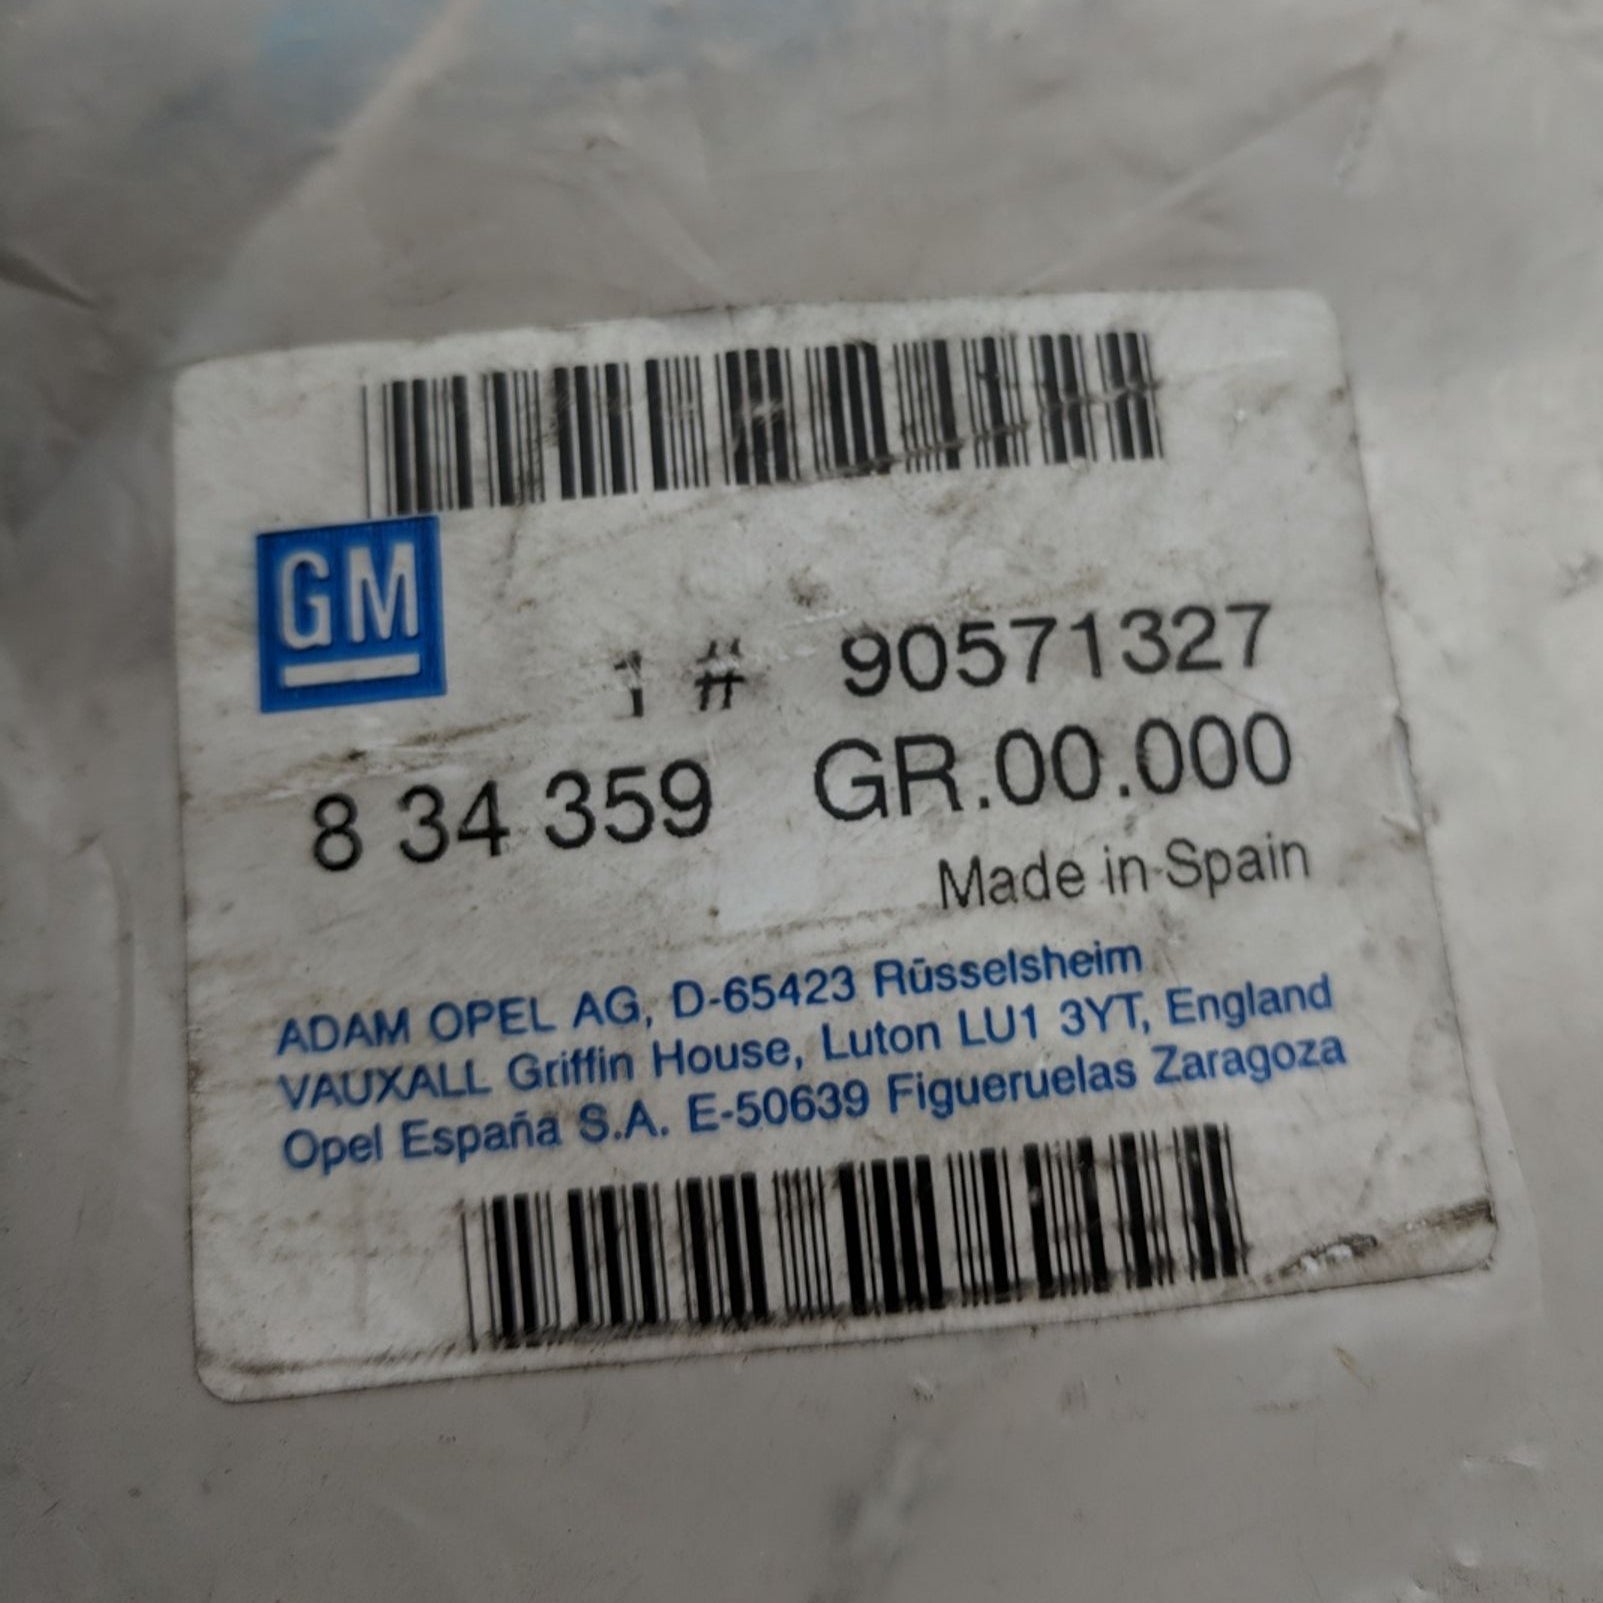 GM
1 # 90571327
8 34 359 GR.00.000
Made in Spain
ADAM OPEL AG, D-65423 Rüsselsheim
VAUXALL Griffin House, Luton LU1 3YT, England
Opel España S.A. E-50639 Figueruelas Zaragoza